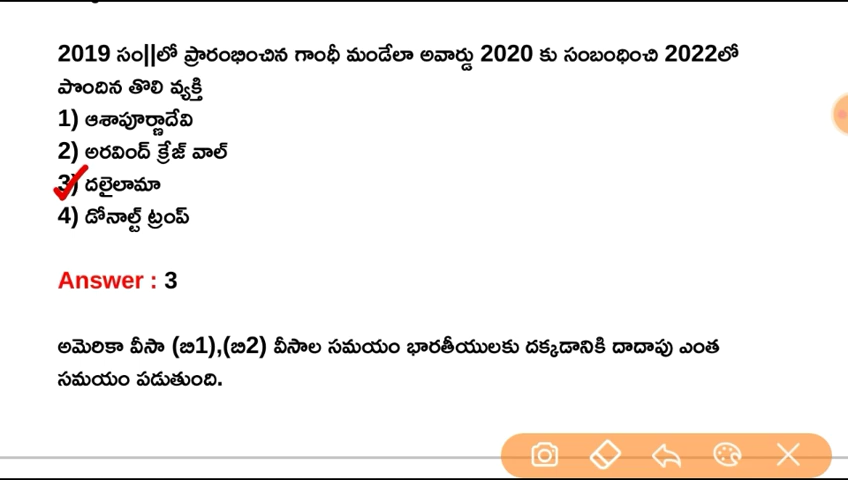 2019 సం||లో ప్రారంభించిన గాంధీ మండేలా అవార్డు 2020 కు సంబంధించి 2022లో
పొందిన తొలి వ్యక్తి
1) ఆశాపూర్ణాదేవి
2) అరవింద్ క్రేజ్ వాల్
3) దలైలామా
4) డోనాల్ట్ ట్రంప్
Answer : 3
అమెరికా వీసా (బి1),(బి2) వీసాల సమయం భారతీయులకు దక్కడానికి దాదాపు ఎంత
సమయం పడుతుంది.